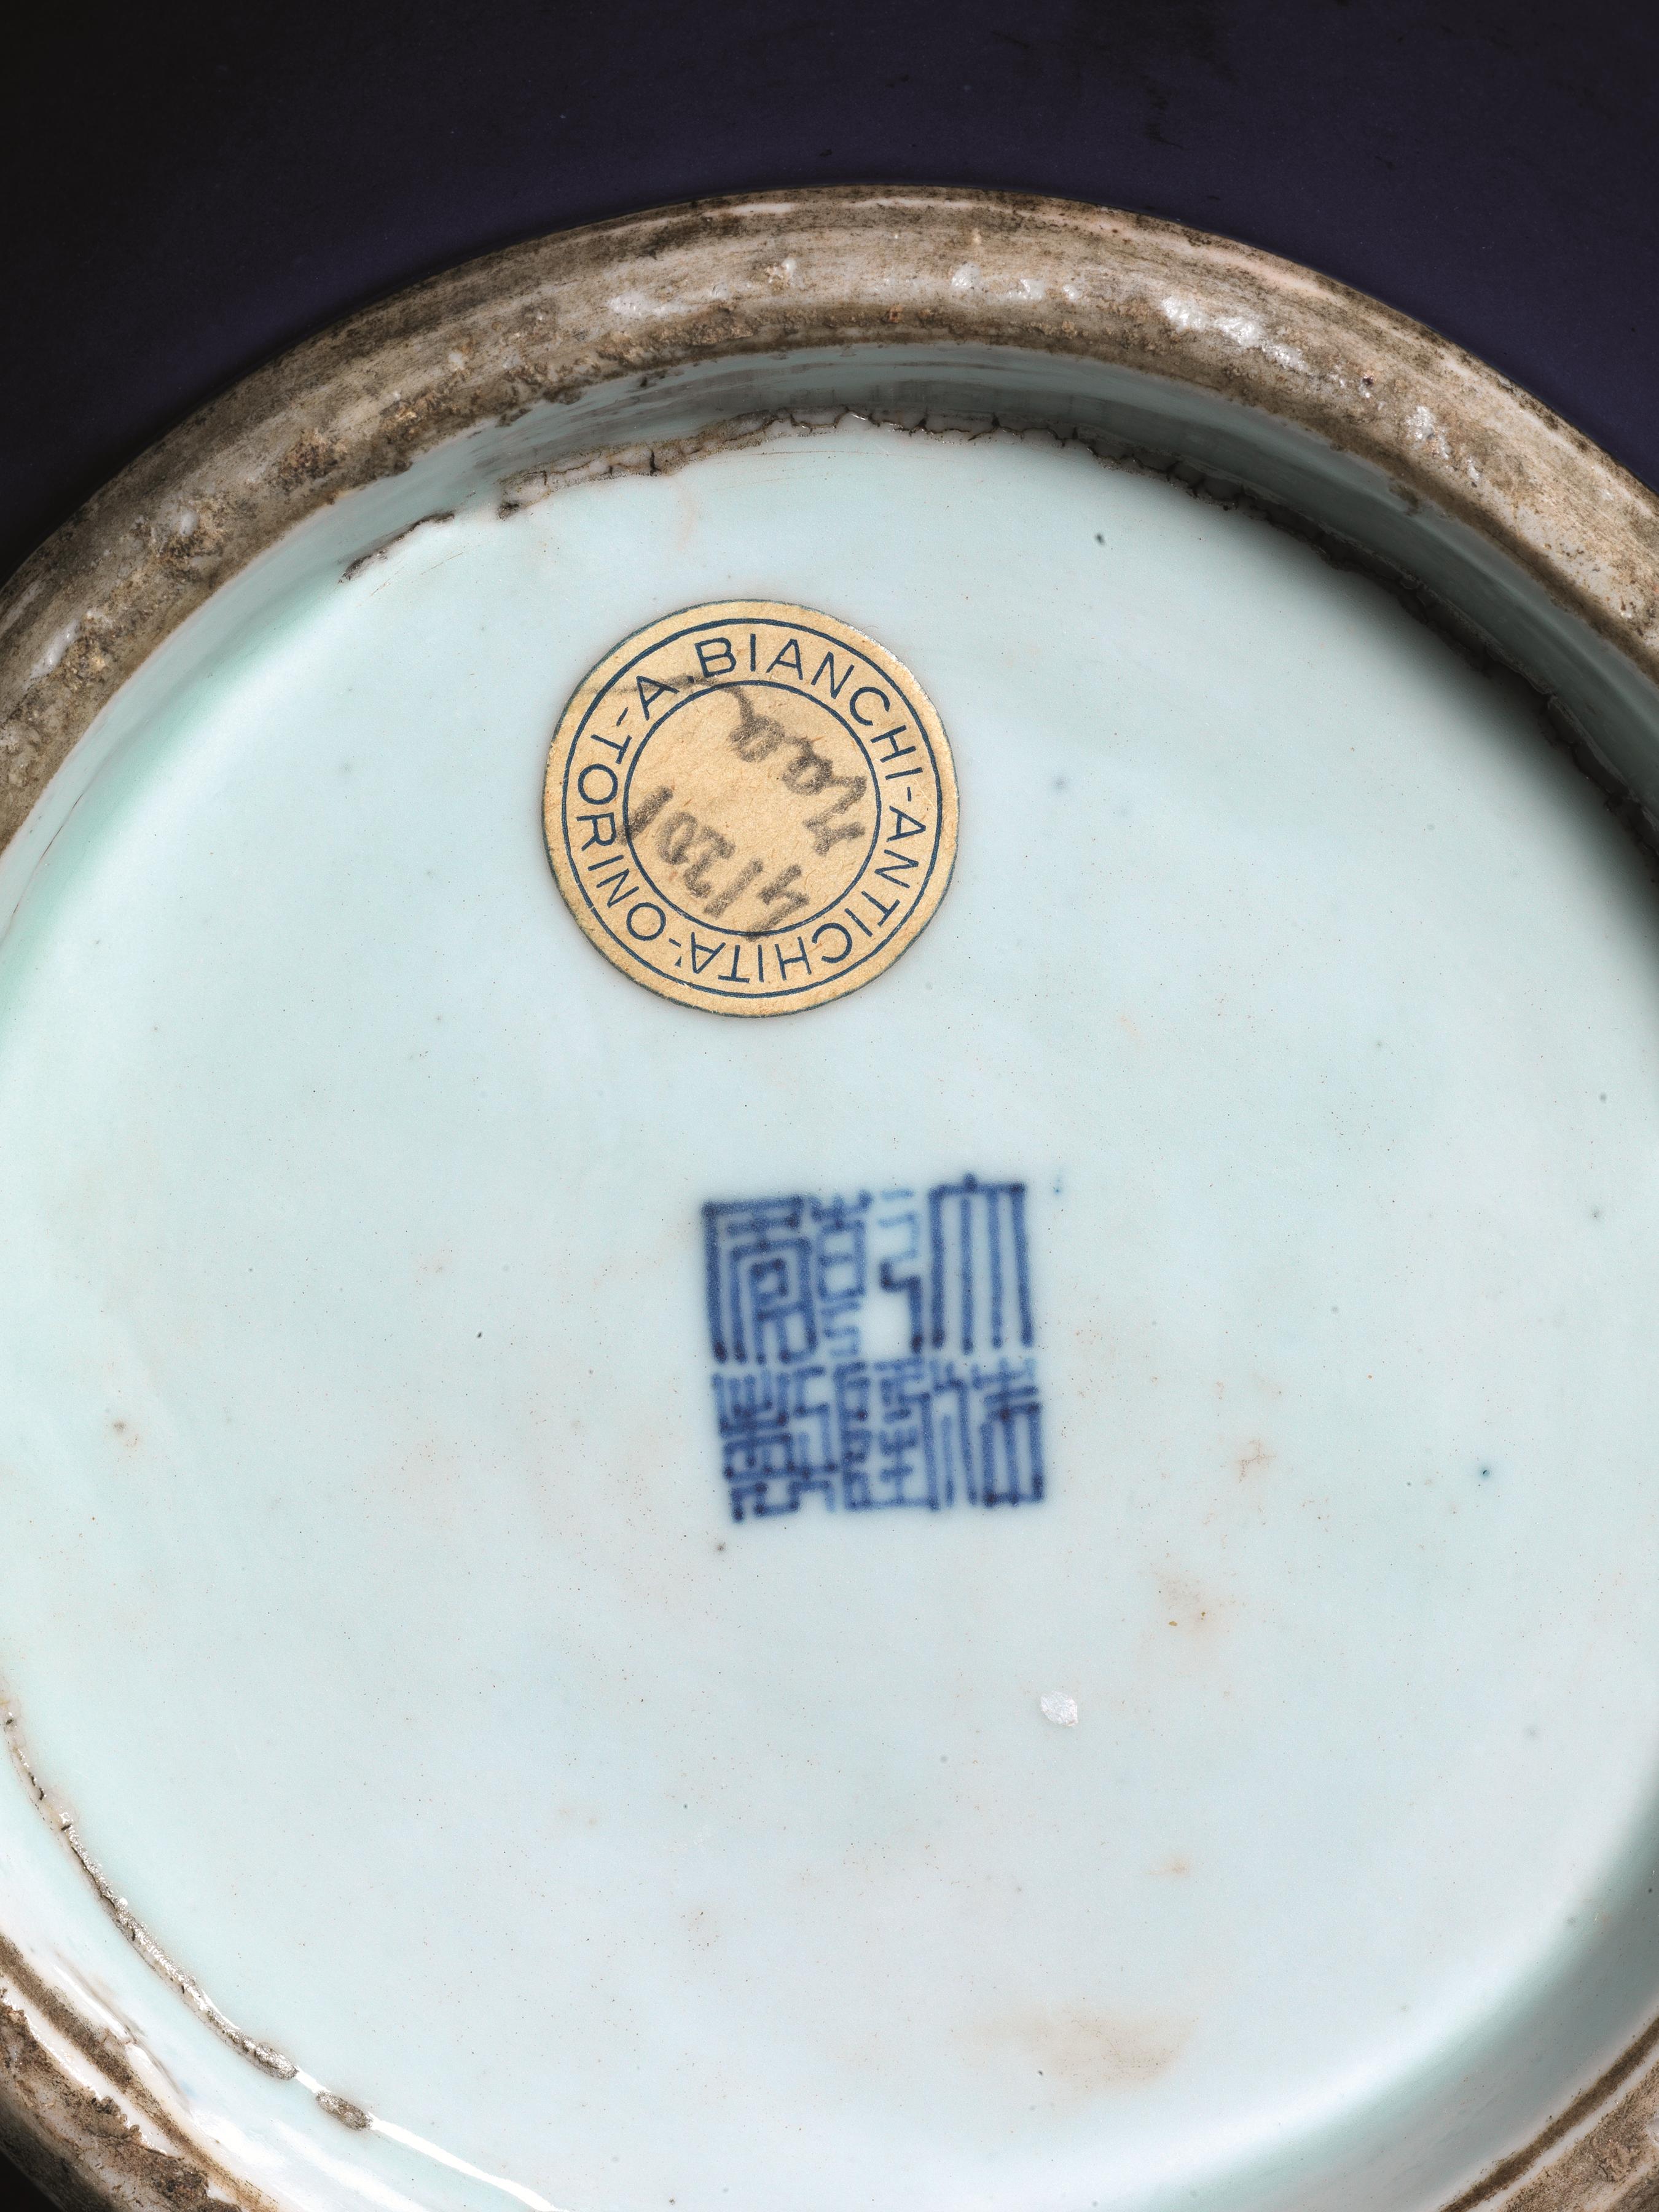 A. BIANCHI - ANTICHITA' - TORINO -
大清
乾隆
年製